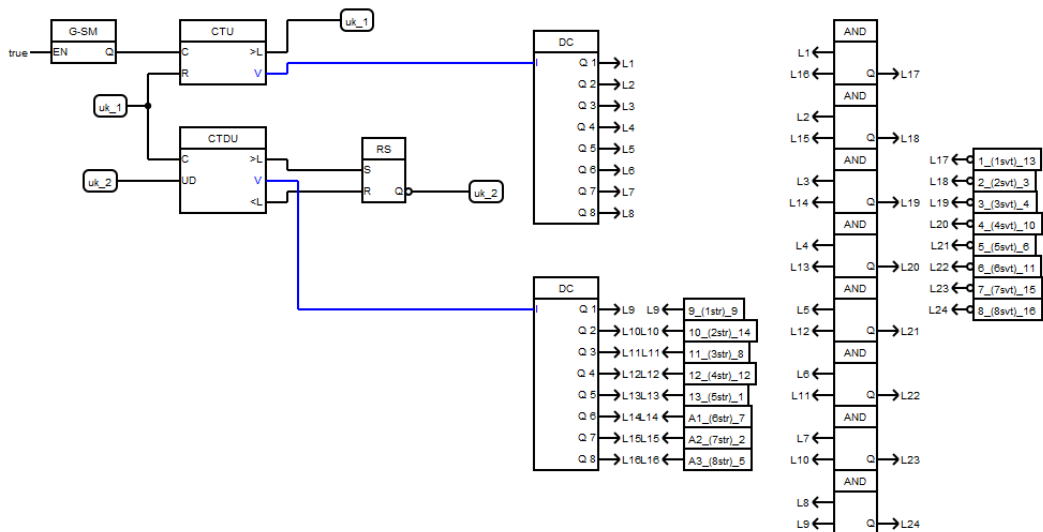 G-SM
true
EN
Q
CTU
C
>L
R
V
uk_1
uk_1
CTDU
C
>L
V
UD
<L
uk_2
RS
S
R
Q
uk_2
DC
I
Q 1
L1
Q 2
L2
Q 3
L3
Q 4
L4
Q 5
L5
Q 6
L6
Q 7
L7
Q 8
L8
DC
I
Q 1
L9
L9
9_(1str)_9
Q 2
L10
L10
10_(2str)_14
Q 3
L11
L11
11_(3str)_8
Q 4
L12
L12
12_(4str)_12
Q 5
L13
L13
13_(5str)_1
Q 6
L14
L14
A1_(6str)_7
Q 7
L15
L15
A2_(7str)_2
Q 8
L16
L16
A3_(8str)_5
AND
L1
L16
Q
L17
AND
L2
L15
Q
L18
AND
L3
L14
Q
L19
AND
L4
L13
Q
L20
AND
L5
L12
Q
L21
AND
L6
L11
Q
L22
AND
L7
L10
Q
L23
AND
L8
L9
Q
L24
L17
1_(1svt)_13
L18
2_(2svt)_3
L19
3_(3svt)_4
L20
4_(4svt)_10
L21
5_(5svt)_6
L22
6_(6svt)_11
L23
7_(7svt)_15
L24
8_(8svt)_16